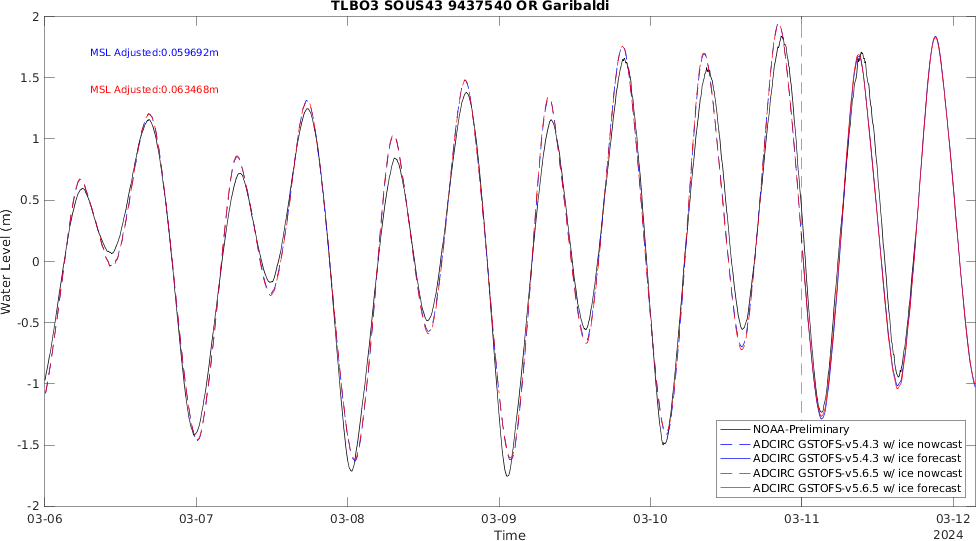 TLBO3 SOUS43 9437540 OR Garibaldi
MSL Adjusted:0.059692m
MSL Adjusted:0.063468m
2
1.5
1
0.5
0
-0.5
-1
-1.5
-2
Water Level (m)
NOAA-Preliminary
ADCIRC GSTOFS-v5.4.3 w/ ice nowcast
ADCIRC GSTOFS-v5.4.3 w/ ice forecast
ADCIRC GSTOFS-v5.6.5 w/ ice nowcast
ADCIRC GSTOFS-v5.6.5 w/ ice forecast
03-06 03-07 03-08 03-09 03-10 03-11 03-12
Time
2024